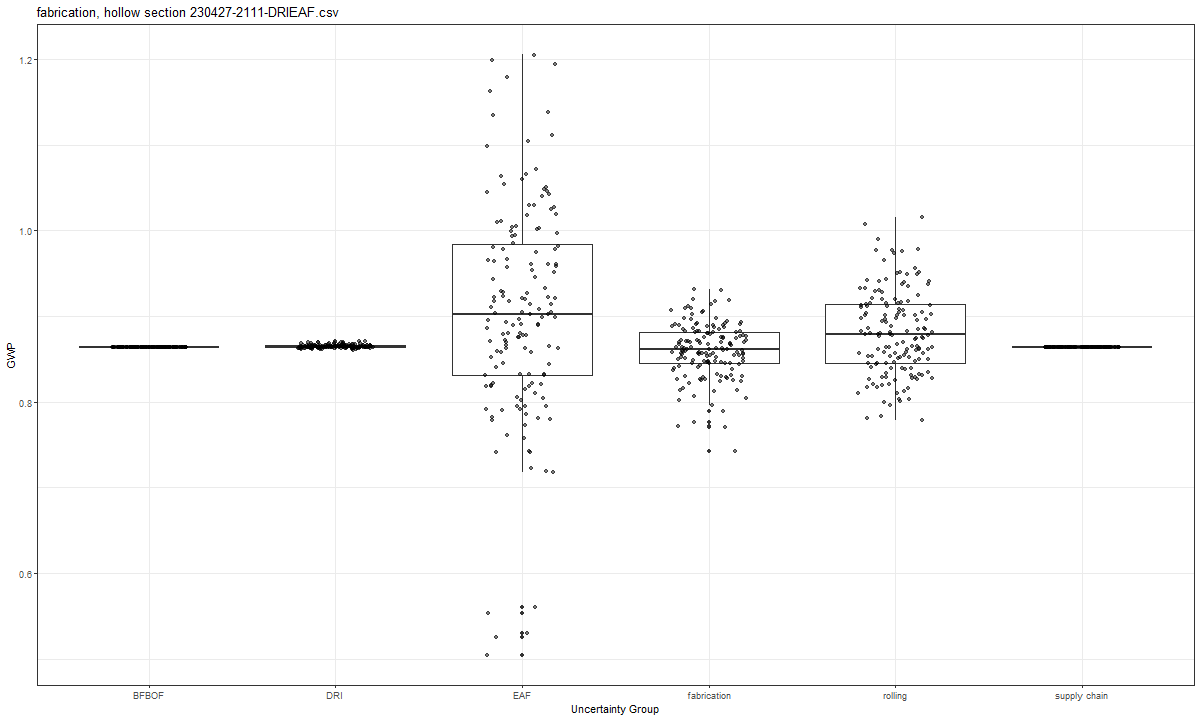 fabrication, hollow section 230427-2111-DRIEAF.csv
1.2
1.0
0.8
0.6
GWP
BFBOF DRI EAF fabrication rolling supply chain
Uncertainty Group